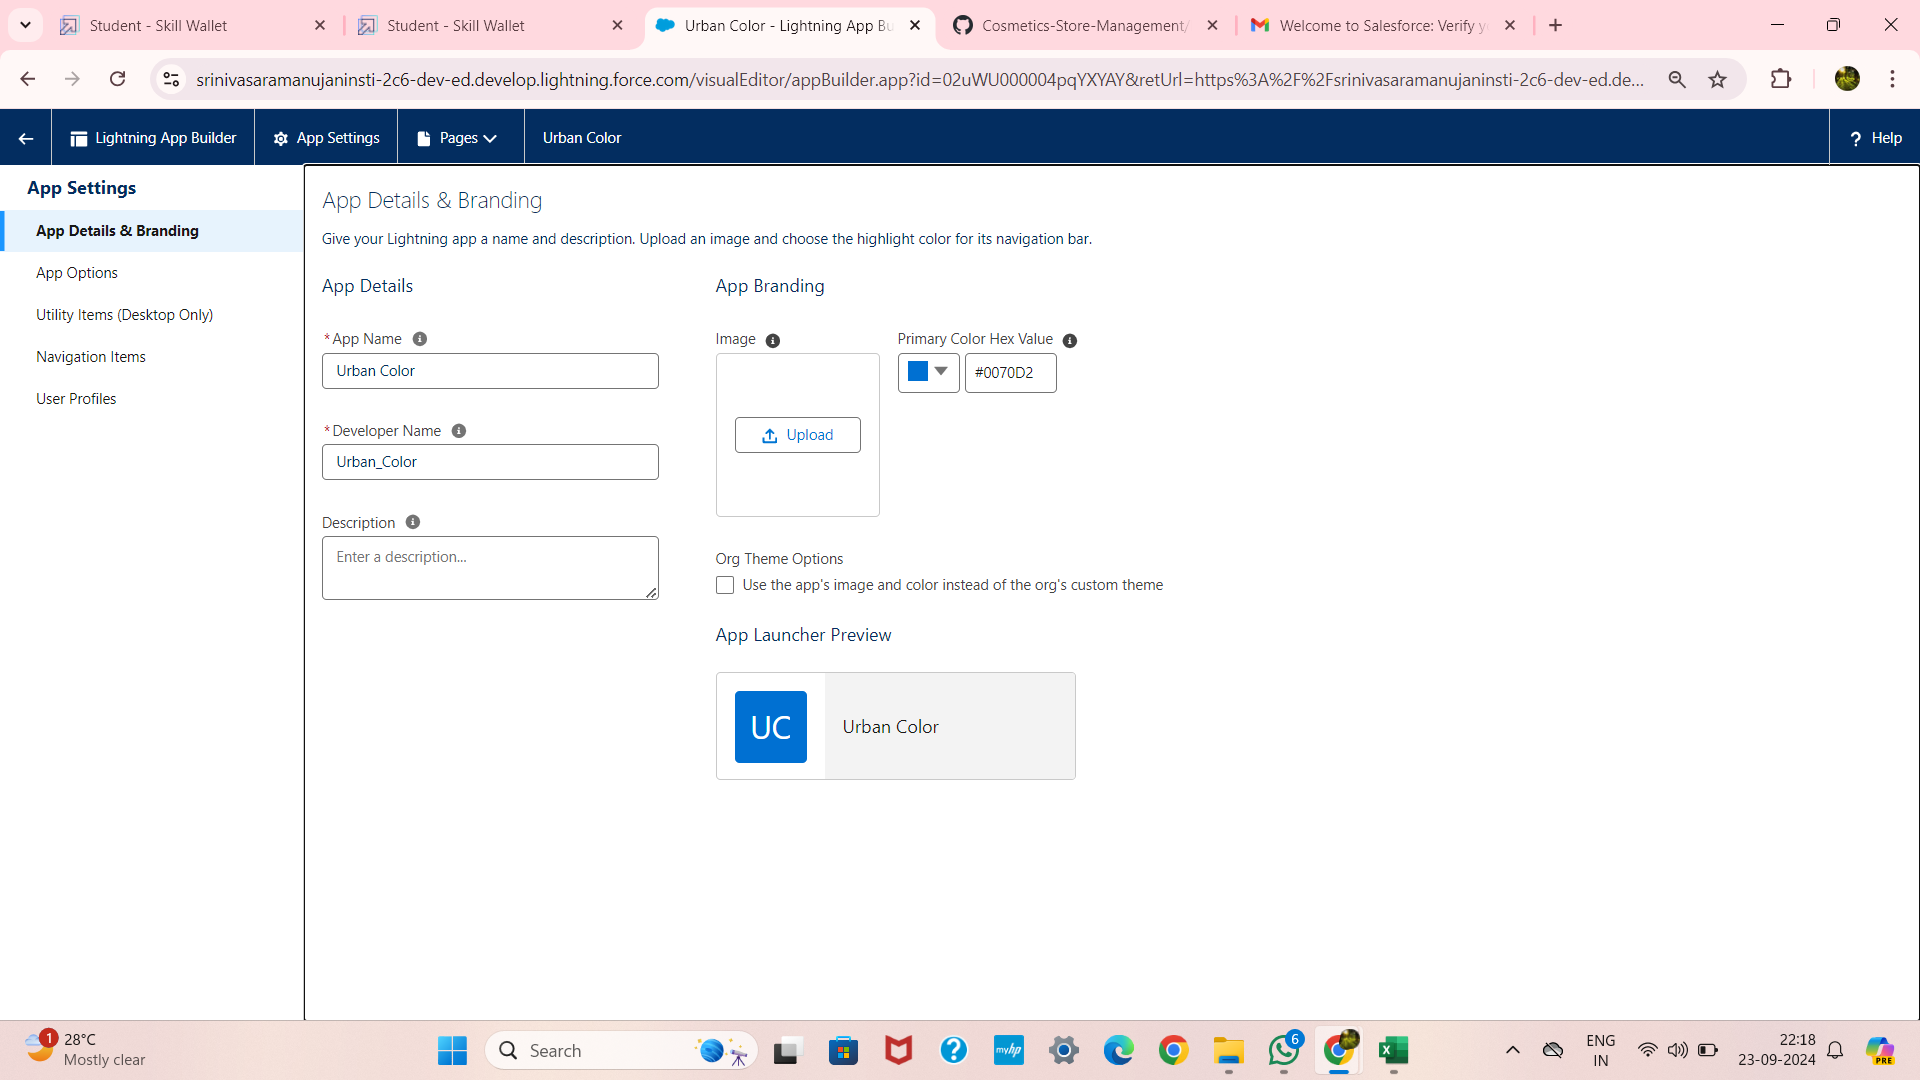 Student - Skill Wallet
Student - Skill Wallet
Urban Color - Lightning App Bu
Cosmetics-Store-Management/
Welcome to Salesforce: Verify y
srinivasaramanujaninsti-2c6-dev-ed.develop.lightning.force.com/visualEditor/appBuilder.app?id=02uWU000004pqYXYAY&retUrl=https%3A%2F%2Fsrinivasaramanujaninsti-2c6-dev-ed.de...
Lightning App Builder
App Settings
Pages
Urban Color
? Help
App Settings
App Details & Branding
App Options
Utility Items (Desktop Only)
Navigation Items
User Profiles
App Details & Branding
Give your Lightning app a name and description. Upload an image and choose the highlight color for its navigation bar.
App Details
*App Name
Urban Color
*Developer Name
Urban_Color
Description
Enter a description...
App Branding
Image
Upload
Primary Color Hex Value
#0070D2
Org Theme Options
Use the app's image and color instead of the org's custom theme
App Launcher Preview
UC
Urban Color
1
28°C
Mostly clear
Search
myhp
6
ENG
IN
22:18
23-09-2024
PRE